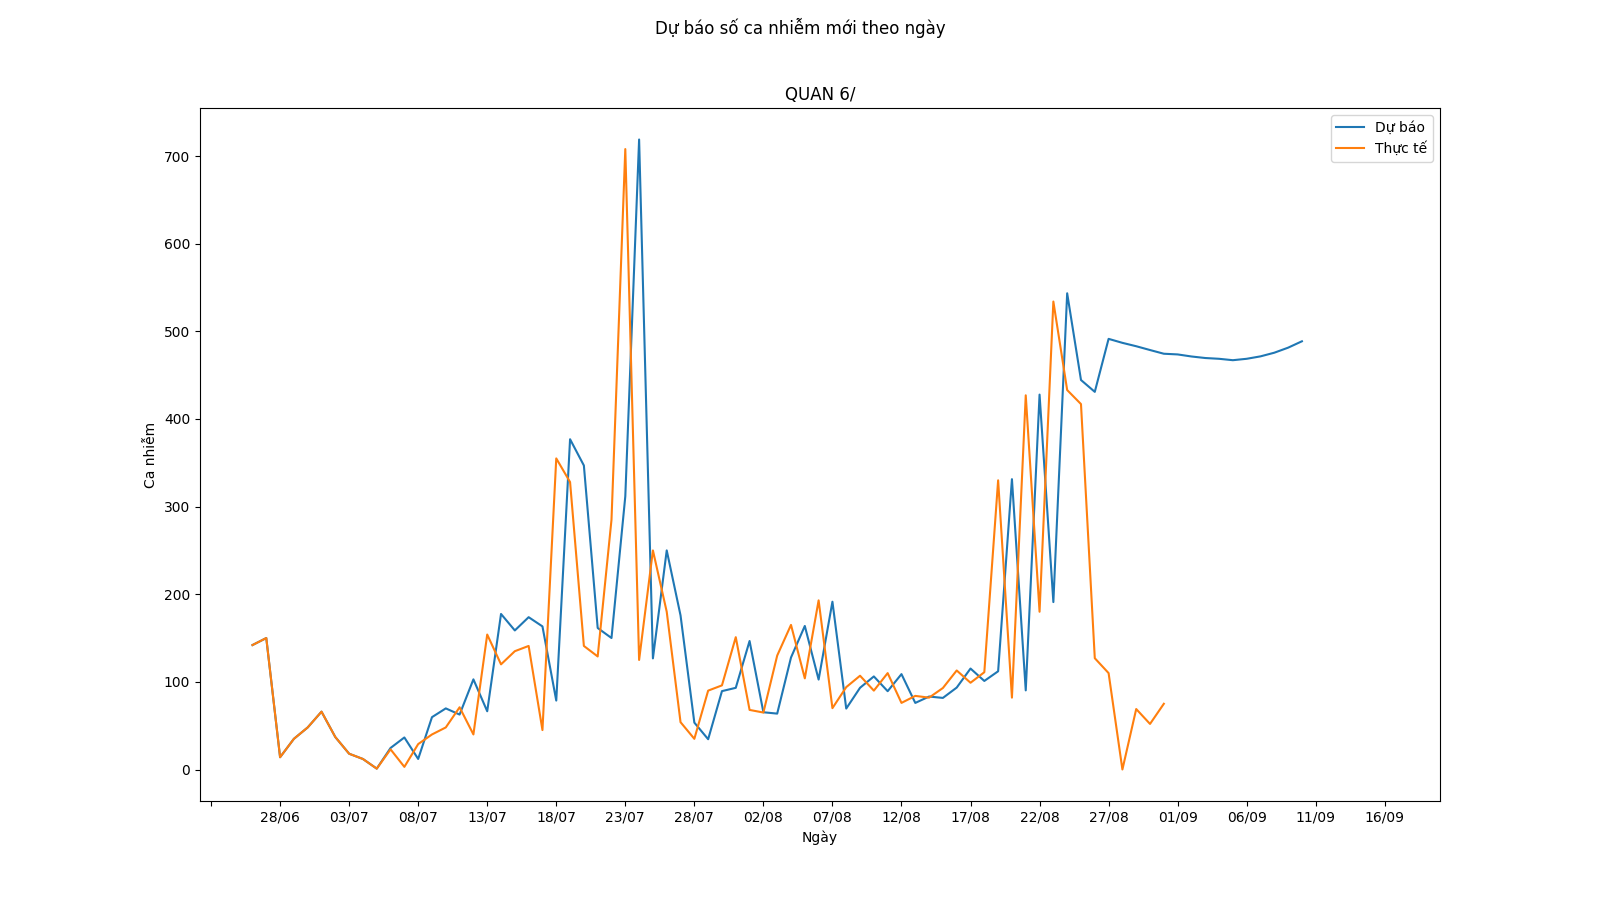 Dự báo số ca nhiễm mới theo ngày
QUAN 6/
Dự báo
Thực tế
700
600
500
400
300
200
100
0
Ca nhiễm
28/06 03/07 08/07 13/07 18/07 23/07 28/07 02/08 07/08 12/08 17/08 22/08 27/08 01/09 06/09 11/09 16/09
Ngày